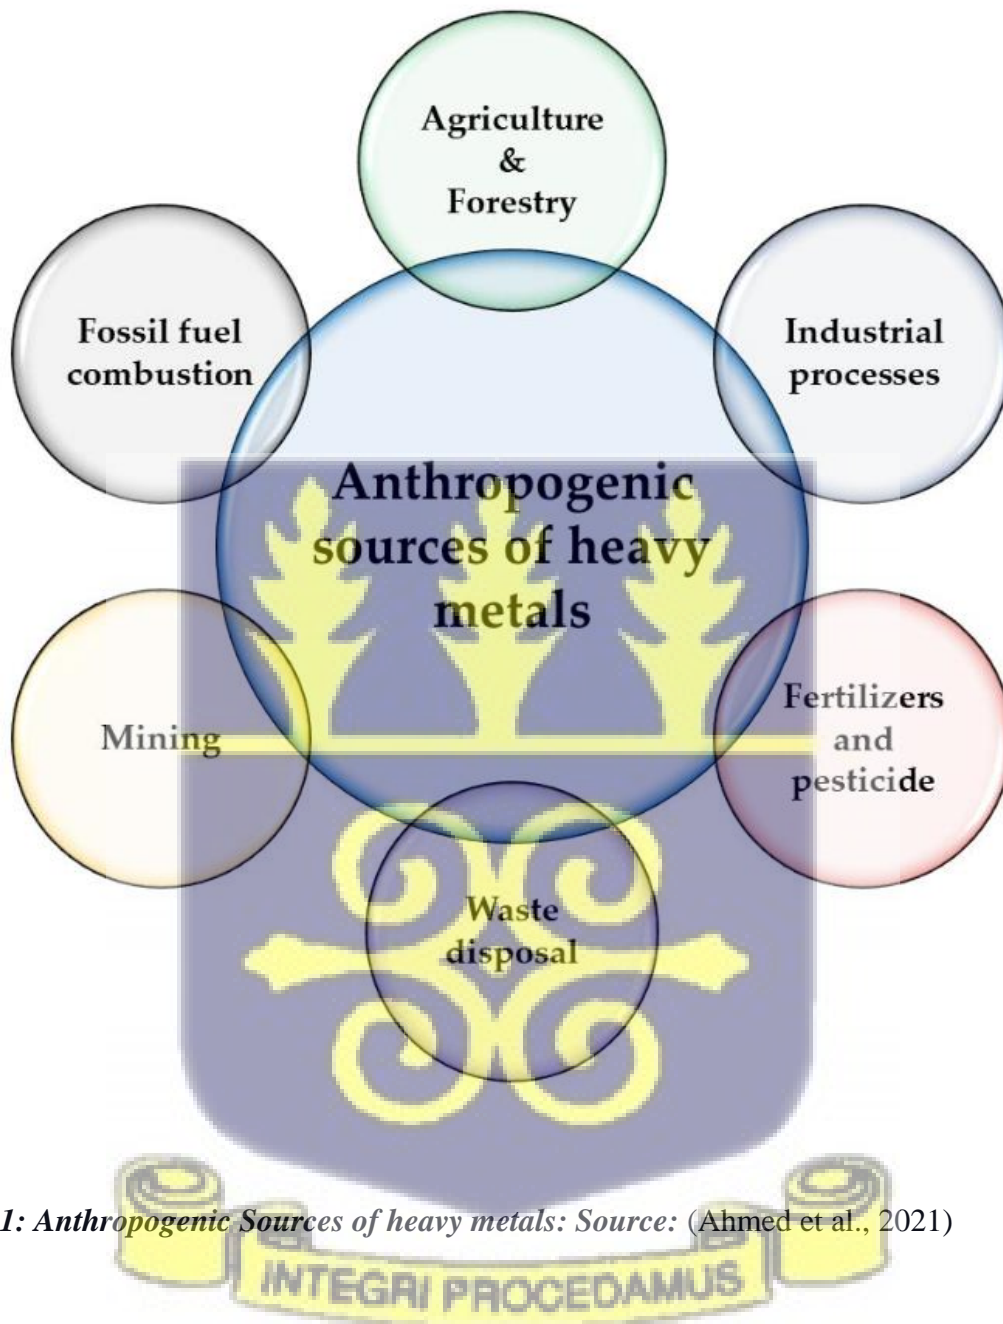 Agriculture
&
Forestry
Fossil fuel
combustion
Industrial
processes
Anthropogenic
sources of heavy
metals
Mining
Fertilizers
and
pesticide
Waste
disposal
1: Anthropogenic Sources of heavy metals: Source: (Ahmed et al., 2021)
INTEGRI PROCEDAMUS